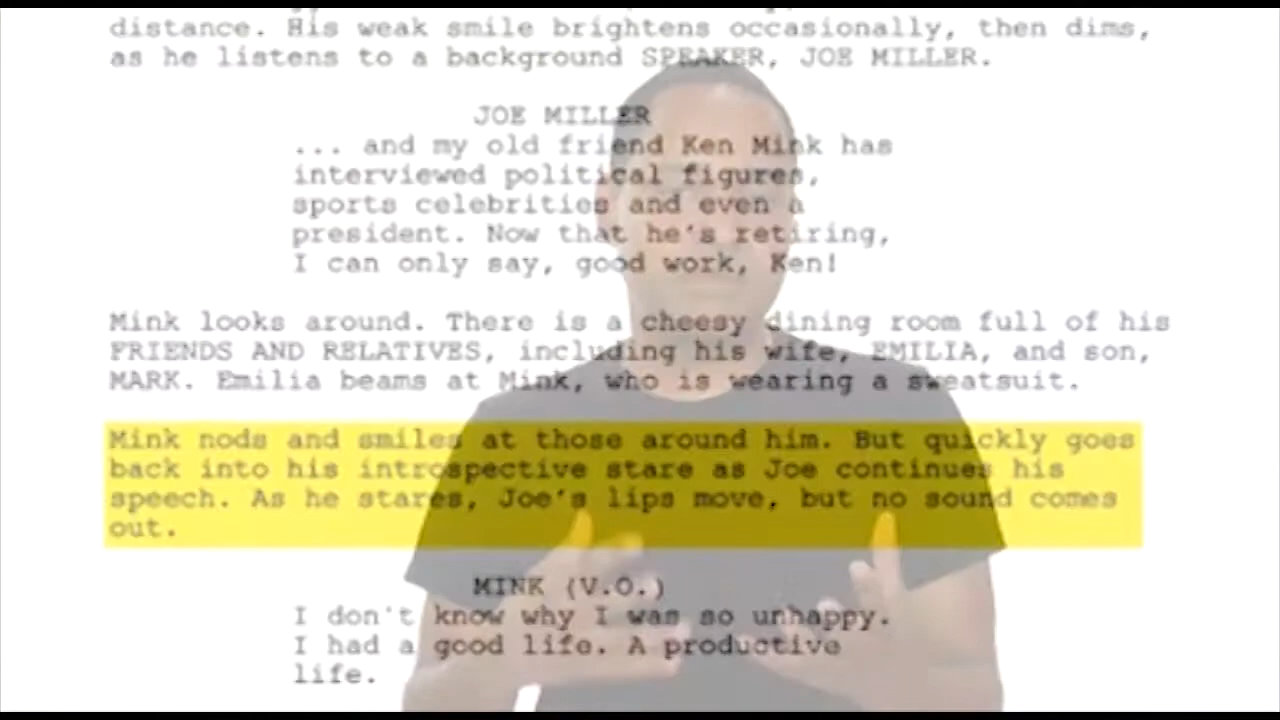 distance. His weak smile brightens occasionally, then dims,
as he listens to a background SPEAKER, JOE MILLER.
JOE MILLER
... and my old friend Ken Mink has
interviewed political figures,
sports celebrities and even a
president. Now that he's retiring,
I can only say, good work, Ken!
Mink looks around. There is a cheesy dining room full of his
FRIENDS AND RELATIVES, including his wife, EMILIA, and son,
MARK. Emilia beams at Mink, who is wearing a sweatsuit.
Mink nods and smiles at those around him. But quickly goes
back into his introspective stare as Joe continues his
speech. As he stares, Joe's lips move, but no sound comes
out.
MINK (V.O.)
I don't know why I was so unhappy.
I had a good life. A productive
life.